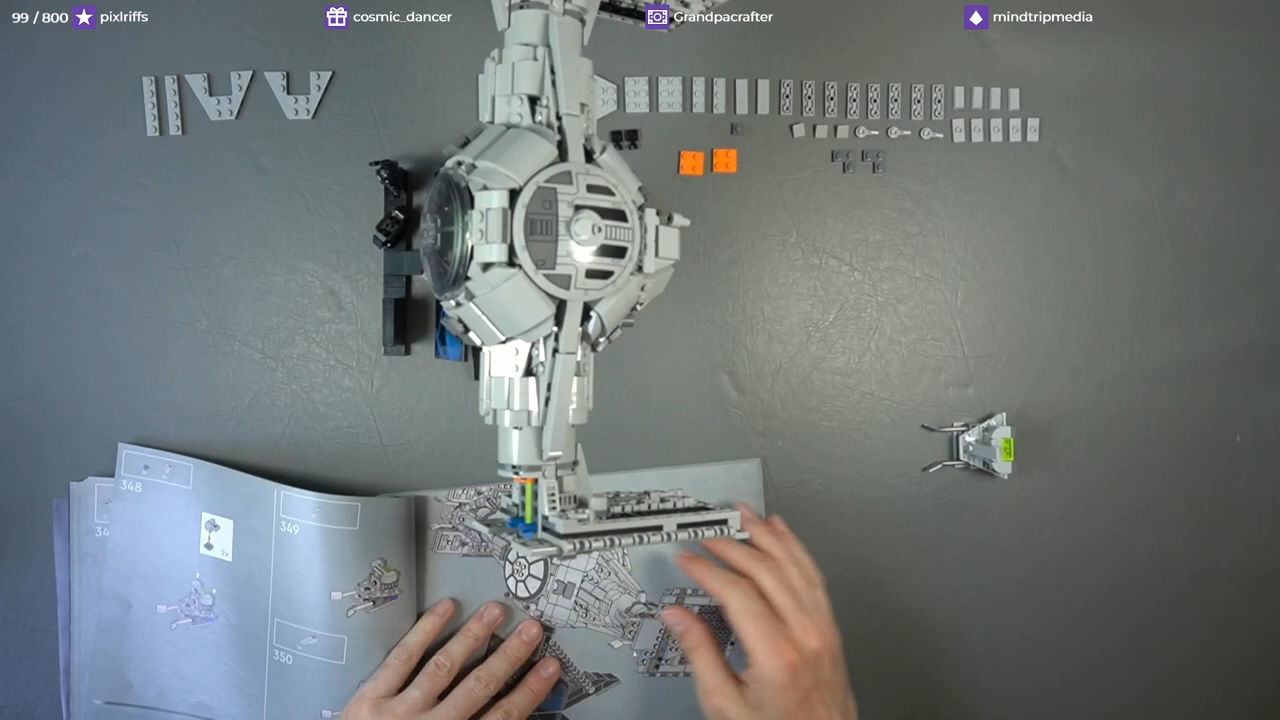 99 / 800 pixlriffs
cosmic_dancer
Grandpacrafter
mindtripmedia
348
34
349
2x
350